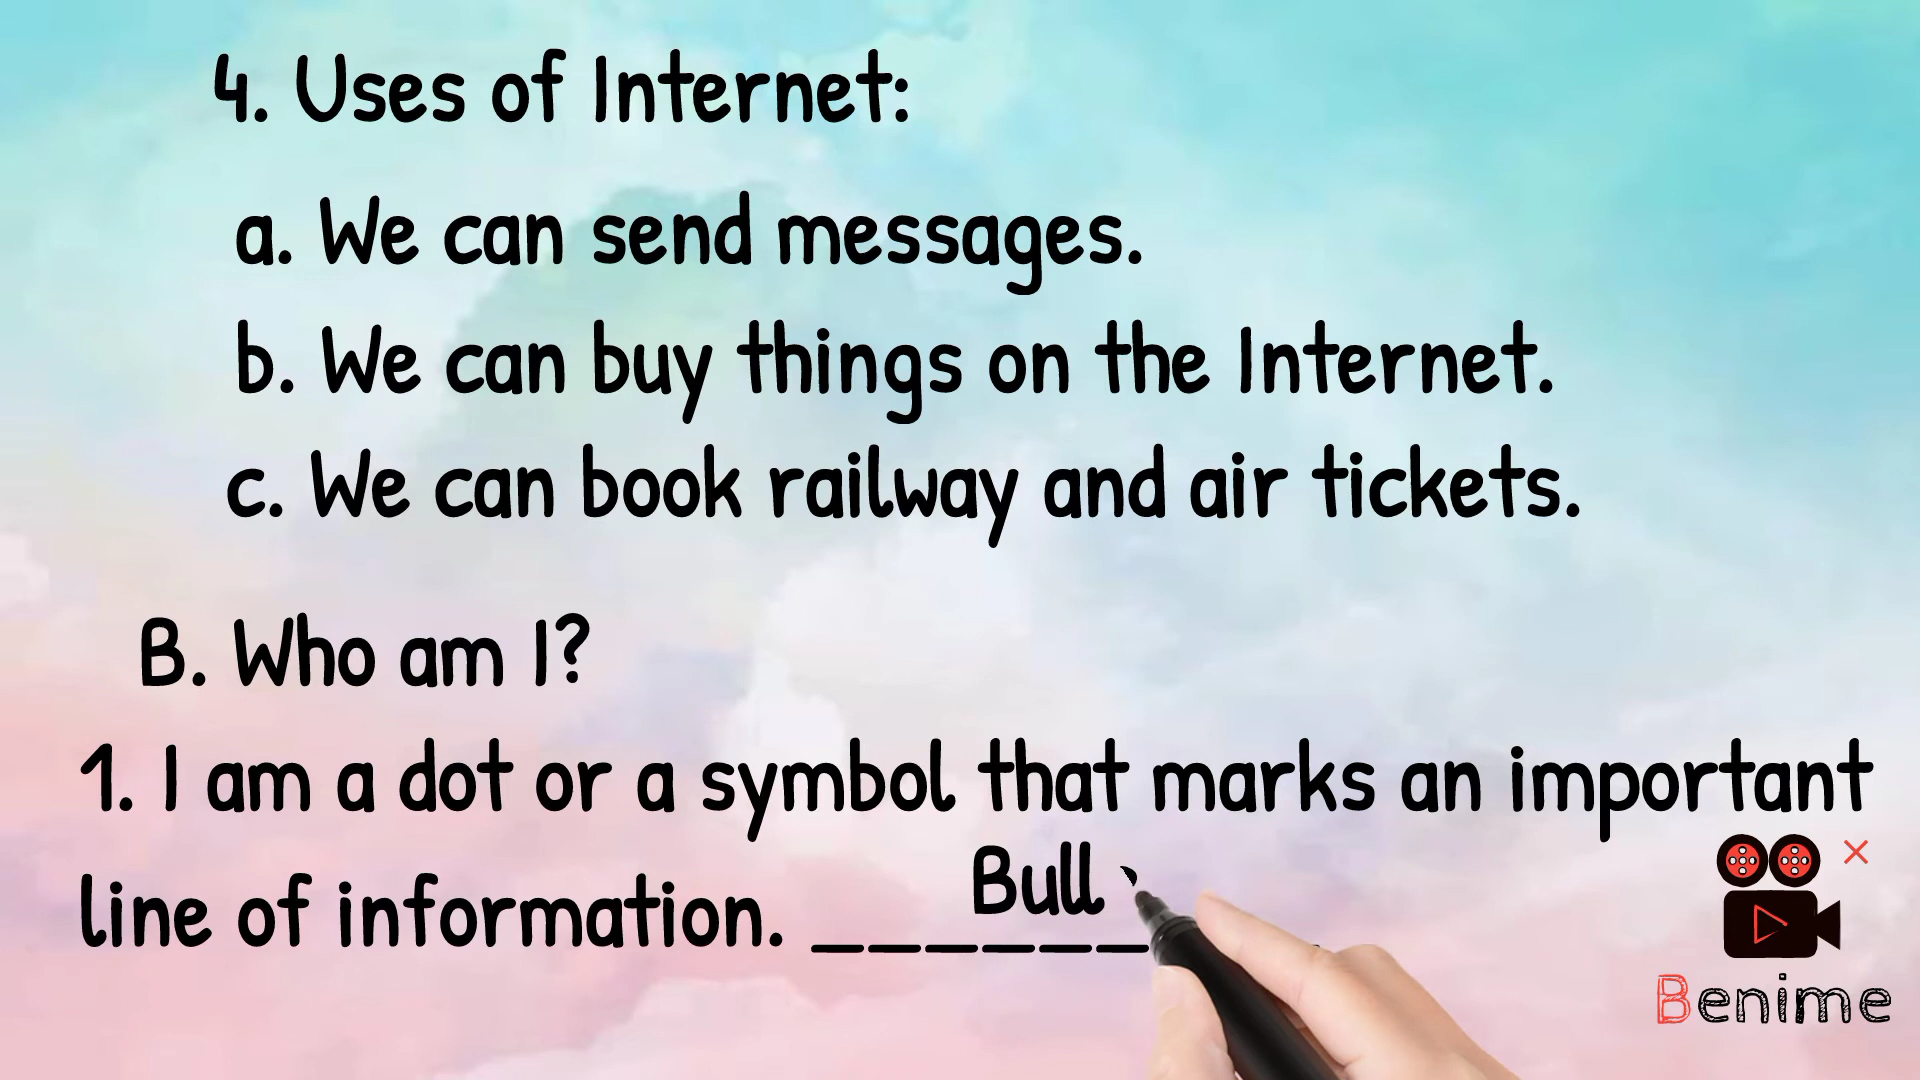 4. Uses of Internet:
a. We can send messages.
b. We can buy things on the Internet.
c. We can book railway and air tickets.
B. Who am I?
1. I am a dot or a symbol that marks an important
Bull
line of information. ______
Benime